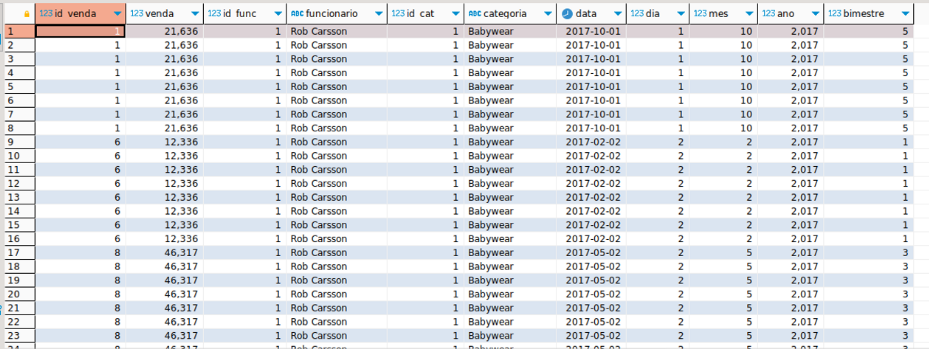 123 id_venda 123 venda 123 id_func ABC funcionario 123 id_cat ABC categoria data 123 dia 123 mes 123 ano 123 bimestre
1 1 21,636 1 Rob Carsson 1 Babywear 2017-10-01 1 10 2,017 5
2 1 21,636 1 Rob Carsson 1 Babywear 2017-10-01 1 10 2,017 5
3 1 21,636 1 Rob Carsson 1 Babywear 2017-10-01 1 10 2,017 5
4 1 21,636 1 Rob Carsson 1 Babywear 2017-10-01 1 10 2,017 5
5 1 21,636 1 Rob Carsson 1 Babywear 2017-10-01 1 10 2,017 5
6 1 21,636 1 Rob Carsson 1 Babywear 2017-10-01 1 10 2,017 5
7 1 21,636 1 Rob Carsson 1 Babywear 2017-10-01 1 10 2,017 5
8 1 21,636 1 Rob Carsson 1 Babywear 2017-10-01 1 10 2,017 5
9 6 12,336 1 Rob Carsson 1 Babywear 2017-02-02 2 2 2,017 1
10 6 12,336 1 Rob Carsson 1 Babywear 2017-02-02 2 2 2,017 1
11 6 12,336 1 Rob Carsson 1 Babywear 2017-02-02 2 2 2,017 1
12 6 12,336 1 Rob Carsson 1 Babywear 2017-02-02 2 2 2,017 1
13 6 12,336 1 Rob Carsson 1 Babywear 2017-02-02 2 2 2,017 1
14 6 12,336 1 Rob Carsson 1 Babywear 2017-02-02 2 2 2,017 1
15 6 12,336 1 Rob Carsson 1 Babywear 2017-02-02 2 2 2,017 1
16 6 12,336 1 Rob Carsson 1 Babywear 2017-02-02 2 2 2,017 1
17 8 46,317 1 Rob Carsson 1 Babywear 2017-05-02 2 5 2,017 3
18 8 46,317 1 Rob Carsson 1 Babywear 2017-05-02 2 5 2,017 3
19 8 46,317 1 Rob Carsson 1 Babywear 2017-05-02 2 5 2,017 3
20 8 46,317 1 Rob Carsson 1 Babywear 2017-05-02 2 5 2,017 3
21 8 46,317 1 Rob Carsson 1 Babywear 2017-05-02 2 5 2,017 3
22 8 46,317 1 Rob Carsson 1 Babywear 2017-05-02 2 5 2,017 3
23 8 46,317 1 Rob Carsson 1 Babywear 2017-05-02 2 5 2,017 3